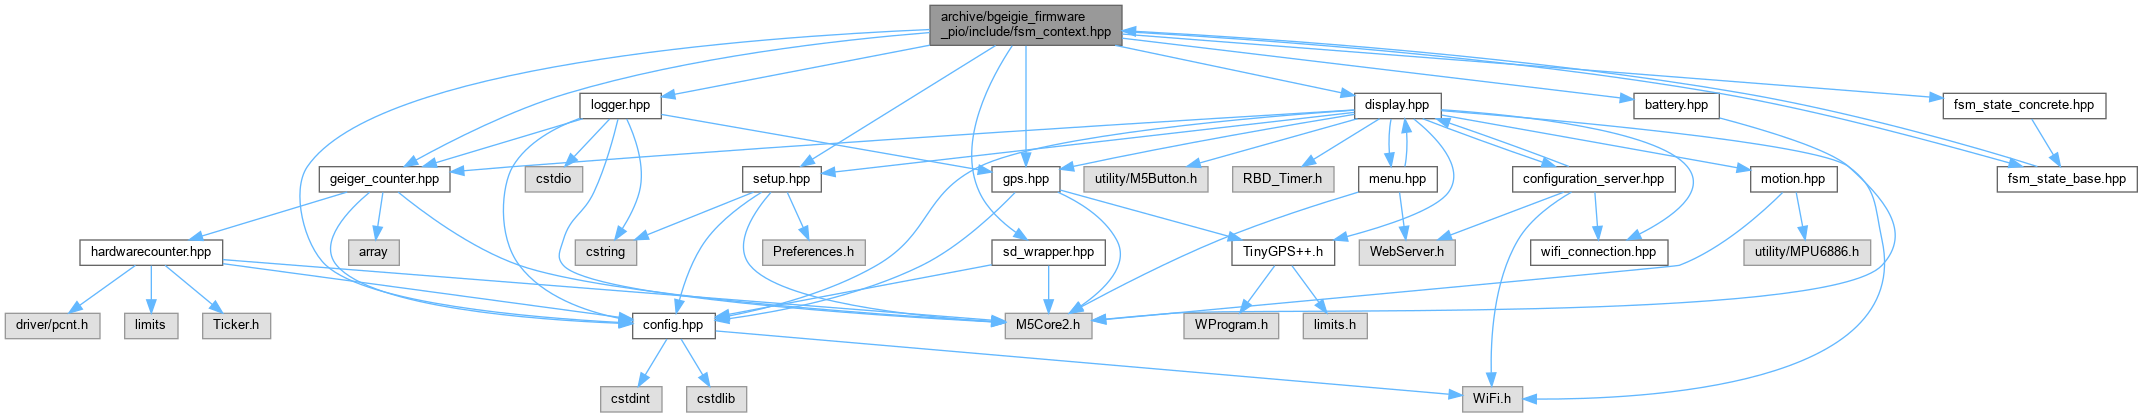 archive/bgeigie_firmware
_pio/include/fsm_context.hpp
logger.hpp
display.hpp
battery.hpp
fsm_state_concrete.hpp
geiger_counter.hpp
cstdio
setup.hpp
gps.hpp
utility/M5Button.h
RBD_Timer.h
menu.hpp
configuration_server.hpp
motion.hpp
fsm_state_base.hpp
hardwarecounter.hpp
array
cstring
Preferences.h
sd_wrapper.hpp
TinyGPS++.h
WebServer.h
wifi_connection.hpp
utility/MPU6886.h
driver/pcnt.h
limits
Ticker.h
config.hpp
M5Core2.h
WProgram.h
limits.h
cstdint
cstdlib
WiFi.h